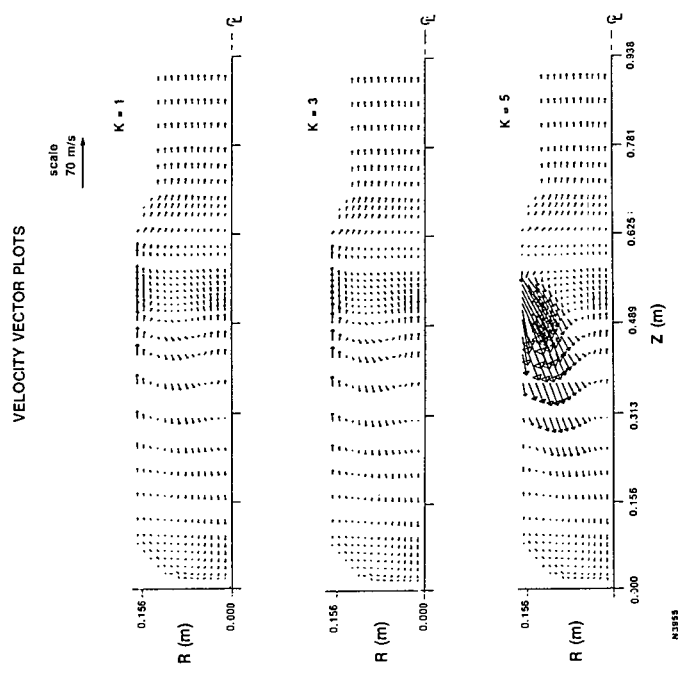 VELOCITY VECTOR PLOTS
scale
70 m/s
K = 1
0.156
R (m)
0.000
℄
K = 3
0.156
R (m)
0.000
℄
K = 5
0.156
R (m)
0.000
0.156
0.313
0.489
0.625
0.781
0.938
℄
Z (m)
N3955